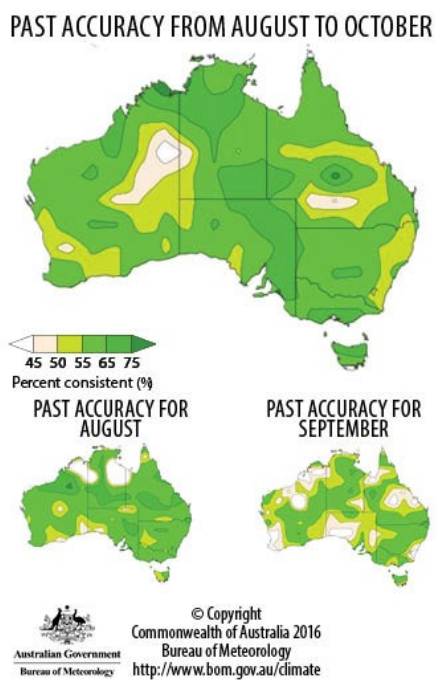 PAST ACCURACY FROM AUGUST TO OCTOBER
45 50 55 65 75
Percent consistent (%)
PAST ACCURACY FOR
AUGUST
PAST ACCURACY FOR
SEPTEMBER
Australian Government
Bureau of Meteorology
© Copyright
Commonwealth of Australia 2016
Bureau of Meteorology
http://www.bom.gov.au/climate